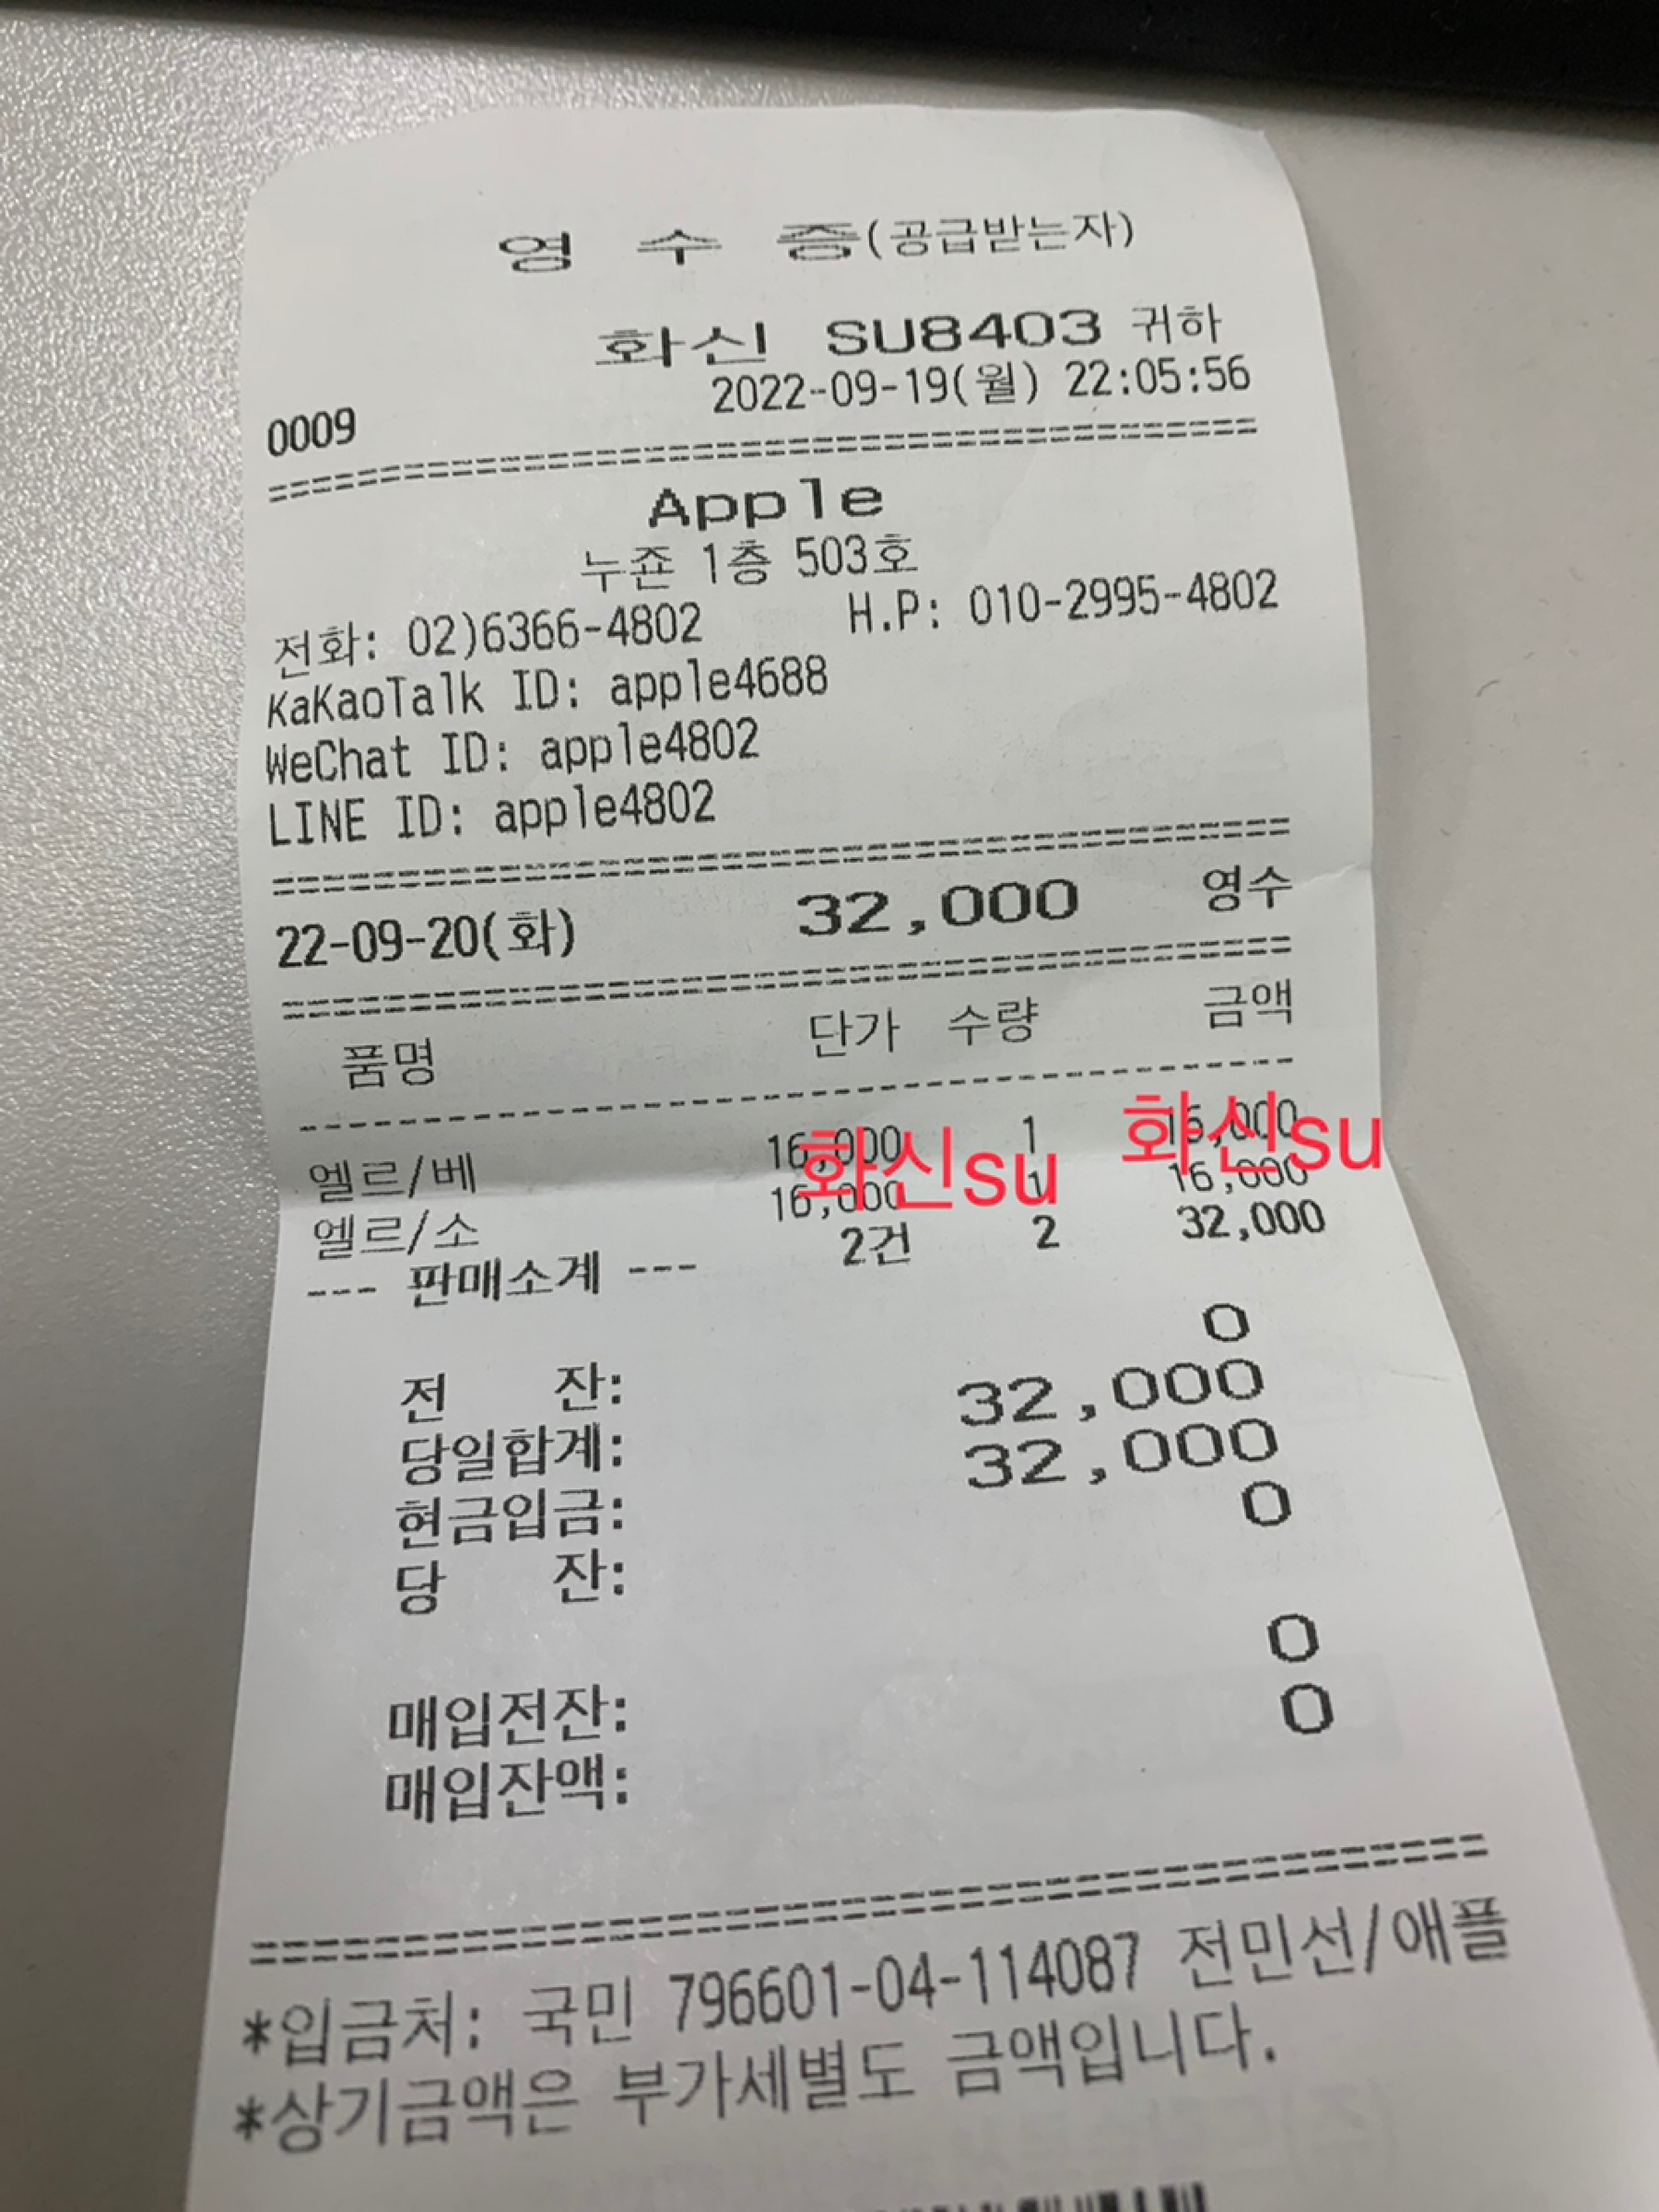 영 수 증(공급받는자)
화신 SU8403 귀하
0009 2022-09-19(월) 22:05:56
Apple
누죤 1층 503호
전화: 02)6366-4802 H.P: 010-2995-4802
KaKaoTalk ID: apple4688
WeChat ID: apple4802
LINE ID: apple4802
22-09-20(화) 32,000 영수
품명 단가 수량 금액
엘르/베 16,000 1 16,000
엘르/소 16,000 1 16,000
화신su 화신su
--- 판매소계 --- 2건 2 32,000
전 잔: 0
당일합계: 32,000
현금입금: 32,000
당 잔: 0
매입전잔: 0
매입잔액: 0
*입금처: 국민 796601-04-114087 전민선/애플
*상기금액은 부가세별도 금액입니다.